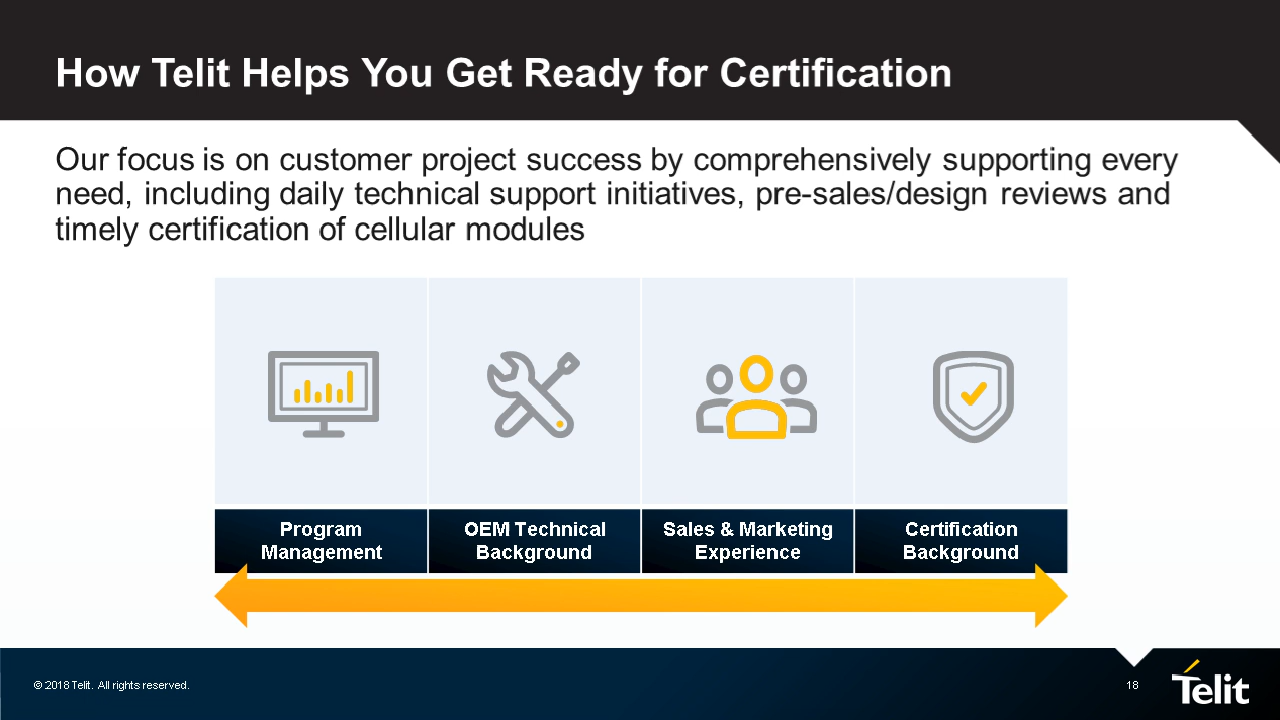 How Telit Helps You Get Ready for Certification
Our focus is on customer project success by comprehensively supporting every
need, including daily technical support initiatives, pre-sales/design reviews and
timely certification of cellular modules
Program
Management
OEM Technical
Background
Sales & Marketing
Experience
Certification
Background
© 2018 Telit. All rights reserved.
18
Telit